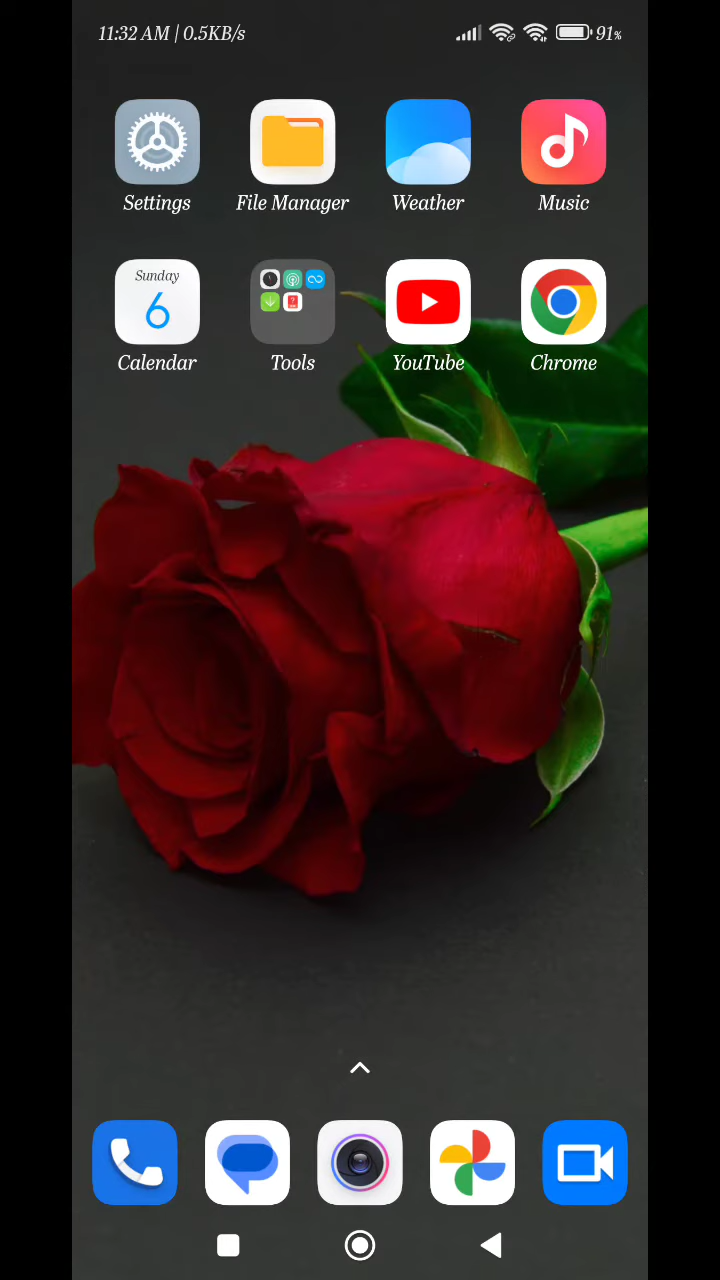 11:32 AM | 0.5KB/s 91%
Settings File Manager Weather Music
Sunday
6
Calendar Tools YouTube Chrome